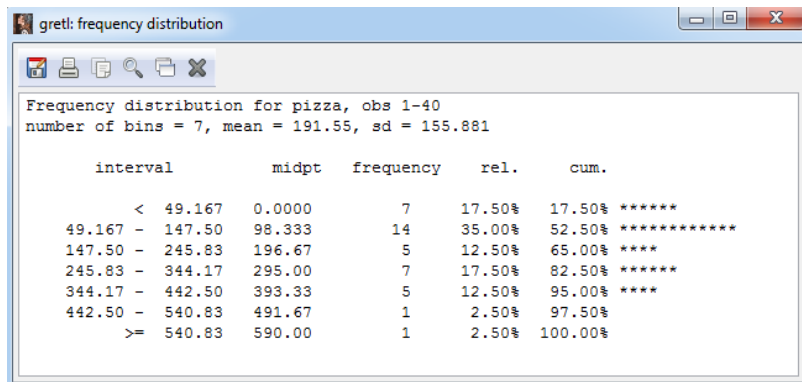 gretl: frequency distribution
Frequency distribution for pizza, obs 1-40
number of bins = 7, mean = 191.55, sd = 155.881
interval midpt frequency rel. cum.
< 49.167 0.0000 7 17.50% 17.50% ******
49.167 - 147.50 98.333 14 35.00% 52.50% ************
147.50 - 245.83 196.67 5 12.50% 65.00% ****
245.83 - 344.17 295.00 7 17.50% 82.50% ******
344.17 - 442.50 393.33 5 12.50% 95.00% ****
442.50 - 540.83 491.67 1 2.50% 97.50%
>= 540.83 590.00 1 2.50% 100.00%